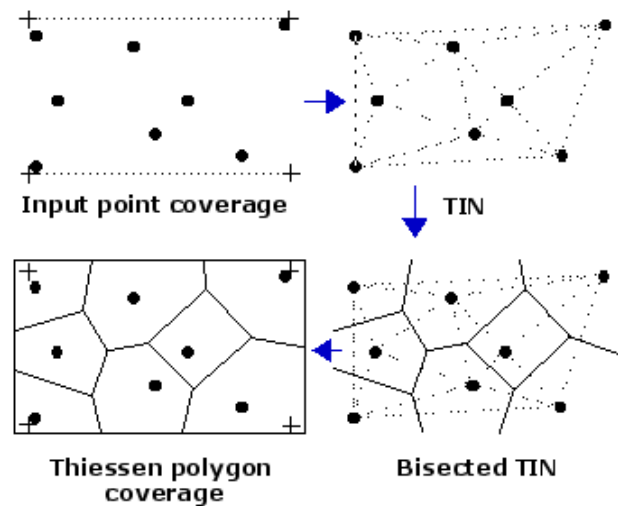 Input point coverage
TIN
Thiessen polygon
coverage
Bisected TIN